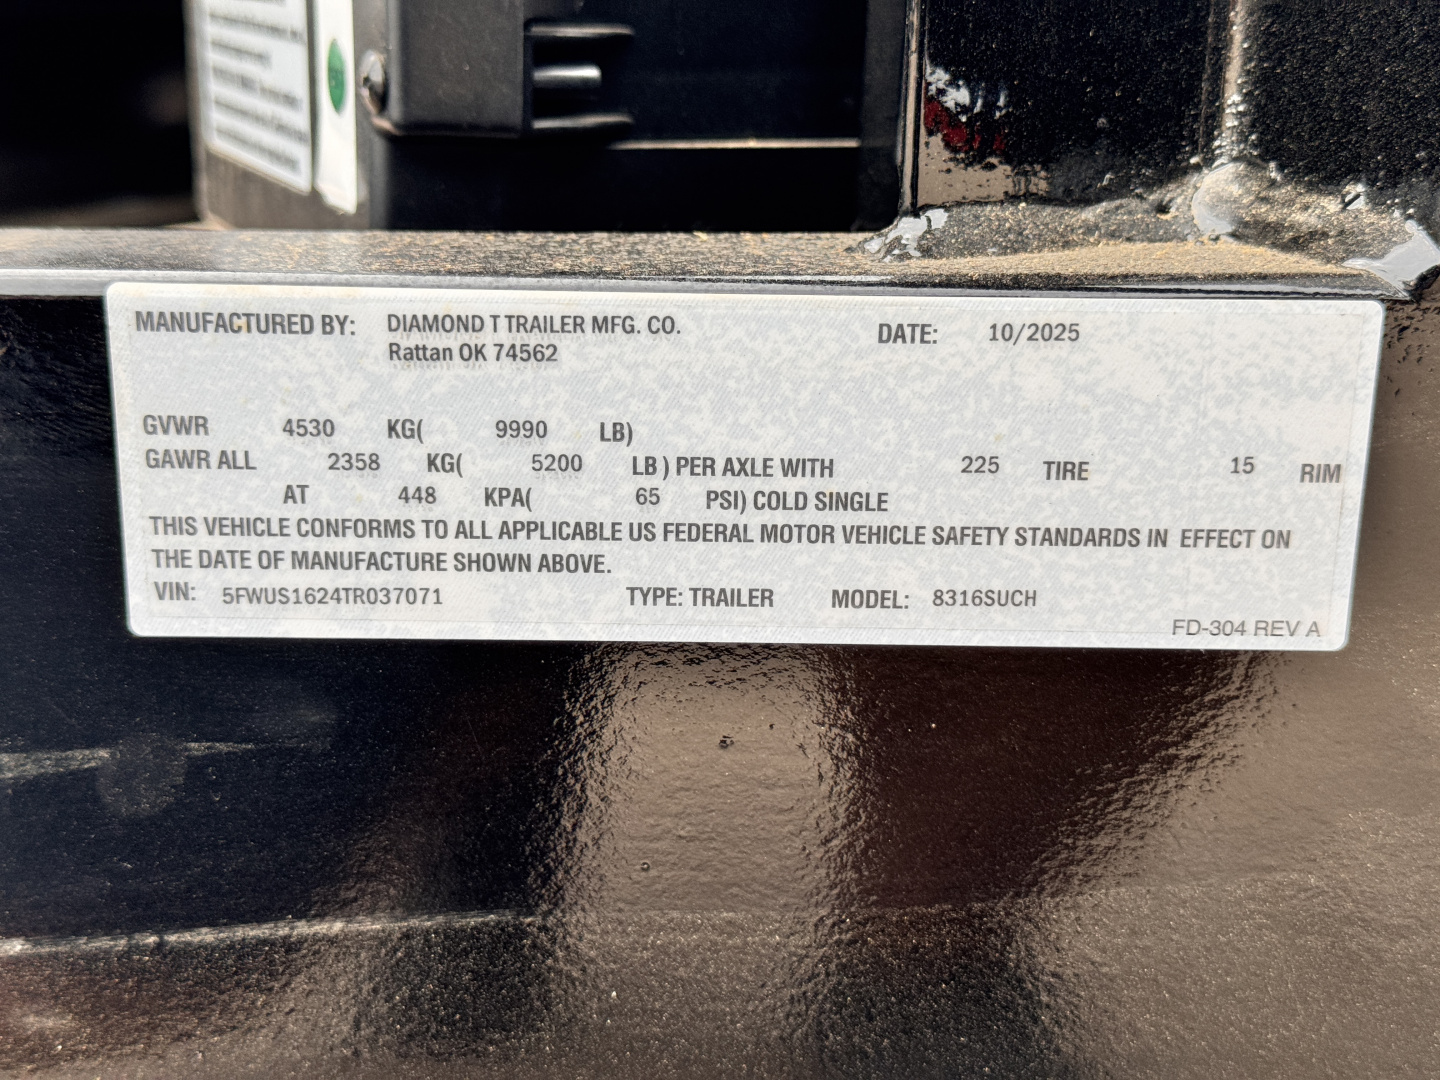 MANUFACTURED BY: DIAMOND T TRAILER MFG. CO. DATE: 10/2025
Rattan OK 74562
GVWR 4530 KG( 9990 LB)
GAWR ALL 2358 KG( 5200 LB ) PER AXLE WITH 225 TIRE 15 RIM
AT 448 KPA( 65 PSI) COLD SINGLE
THIS VEHICLE CONFORMS TO ALL APPLICABLE US FEDERAL MOTOR VEHICLE SAFETY STANDARDS IN EFFECT ON
THE DATE OF MANUFACTURE SHOWN ABOVE.
VIN: 5FWUS1624TR037071 TYPE: TRAILER MODEL: 8316SUCH
FD-304 REV A